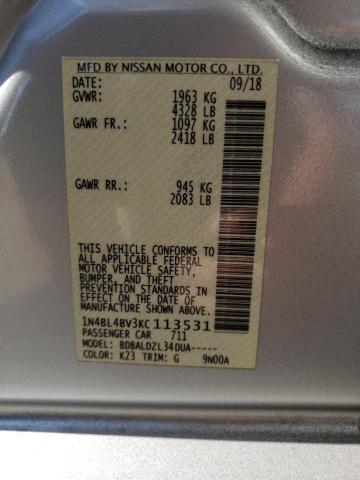 MFD BY NISSAN MOTOR CO., LTD.
DATE: 09/18
GVWR: 1963 KG
4328 LB
GAWR FR.: 1097 KG
2418 LB
GAWR RR.: 945 KG
2083 LB
THIS VEHICLE CONFORMS TO
ALL APPLICABLE FEDERAL
MOTOR VEHICLE SAFETY,
BUMPER, AND THEFT
PREVENTION STANDARDS IN
EFFECT ON THE DATE OF
MANUFACTURE SHOWN ABOVE.
1N4BL4BV3KC113531
PASSENGER CAR 711
MODEL: BDBALDZL34DUA-----
COLOR: K23 TRIM: G 9N00A